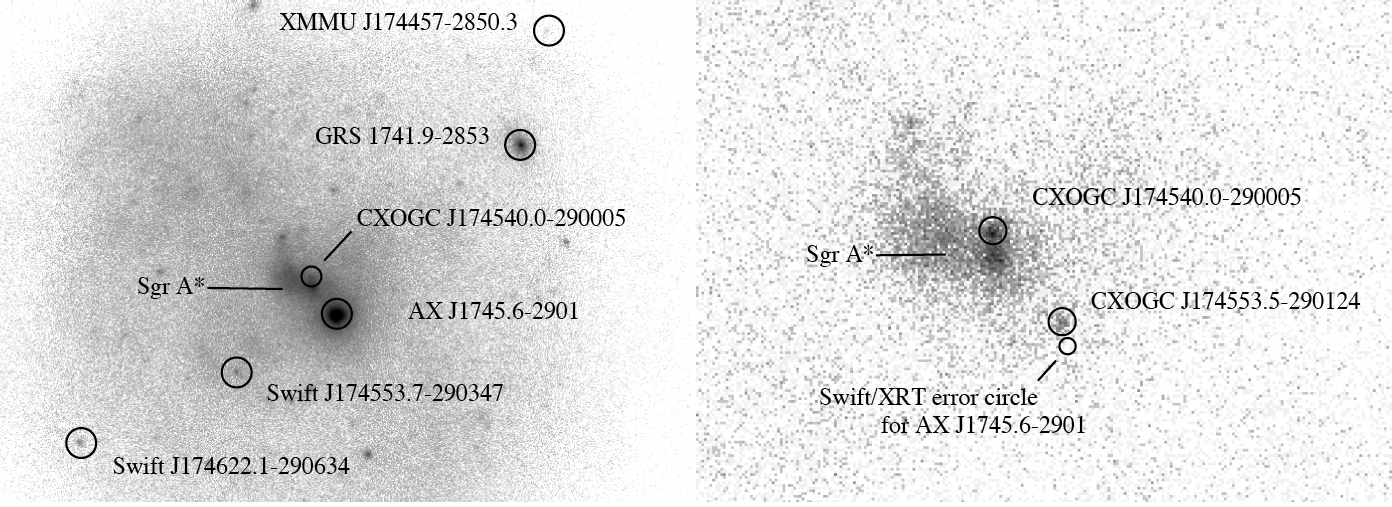 XMMU J174457-2850.3
GRS 1741.9-2853
CXOGC J174540.0-290005
Sgr A*
AX J1745.6-2901
Swift J174553.7-290347
Swift J174622.1-290634
CXOGC J174540.0-290005
Sgr A*
CXOGC J174553.5-290124
Swift/XRT error circle
for AX J1745.6-2901